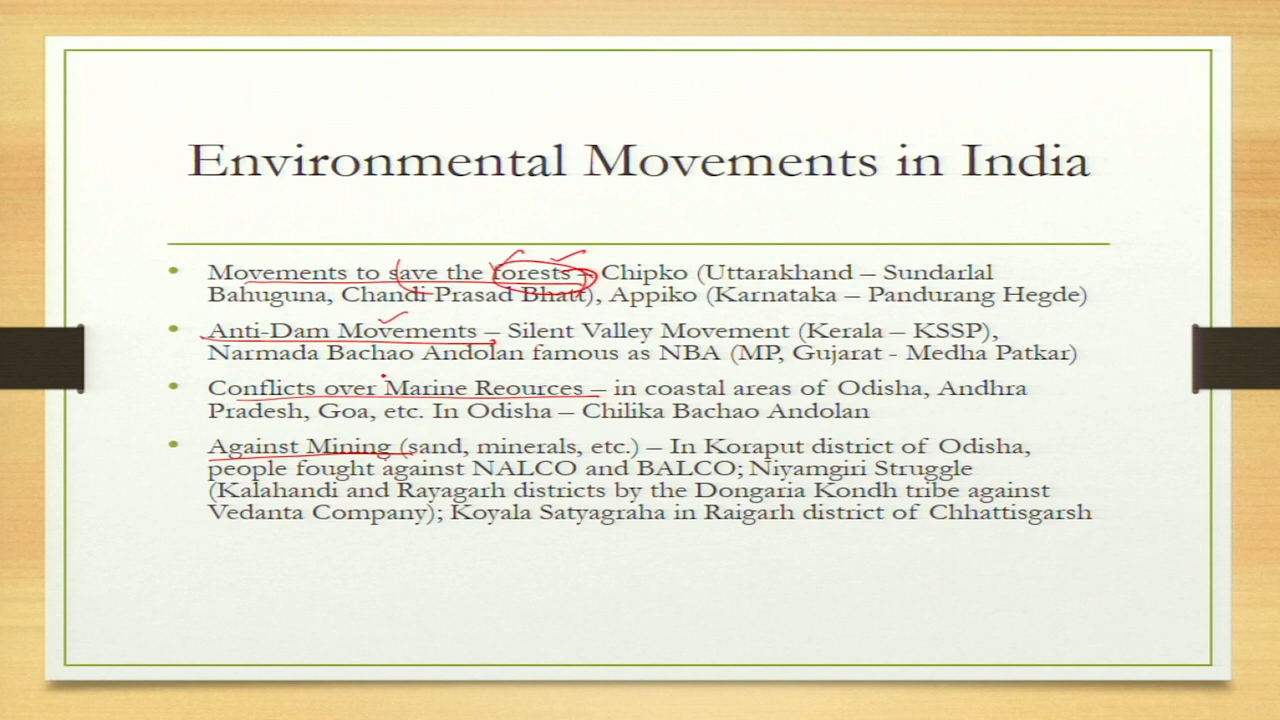 Environmental Movements in India
• Movements to save the forests – Chipko (Uttarakhand – Sundarlal
Bahuguna, Chandi Prasad Bhatt), Appiko (Karnataka – Pandurang Hegde)
• Anti-Dam Movements – Silent Valley Movement (Kerala – KSSP),
Narmada Bachao Andolan famous as NBA (MP, Gujarat - Medha Patkar)
• Conflicts over Marine Reources – in coastal areas of Odisha, Andhra
Pradesh, Goa, etc. In Odisha – Chilika Bachao Andolan
• Against Mining (sand, minerals, etc.) – In Koraput district of Odisha,
people fought against NALCO and BALCO; Niyamgiri Struggle
(Kalahandi and Rayagarh districts by the Dongaria Kondh tribe against
Vedanta Company); Koyala Satyagraha in Raigarh district of Chhattisgarsh